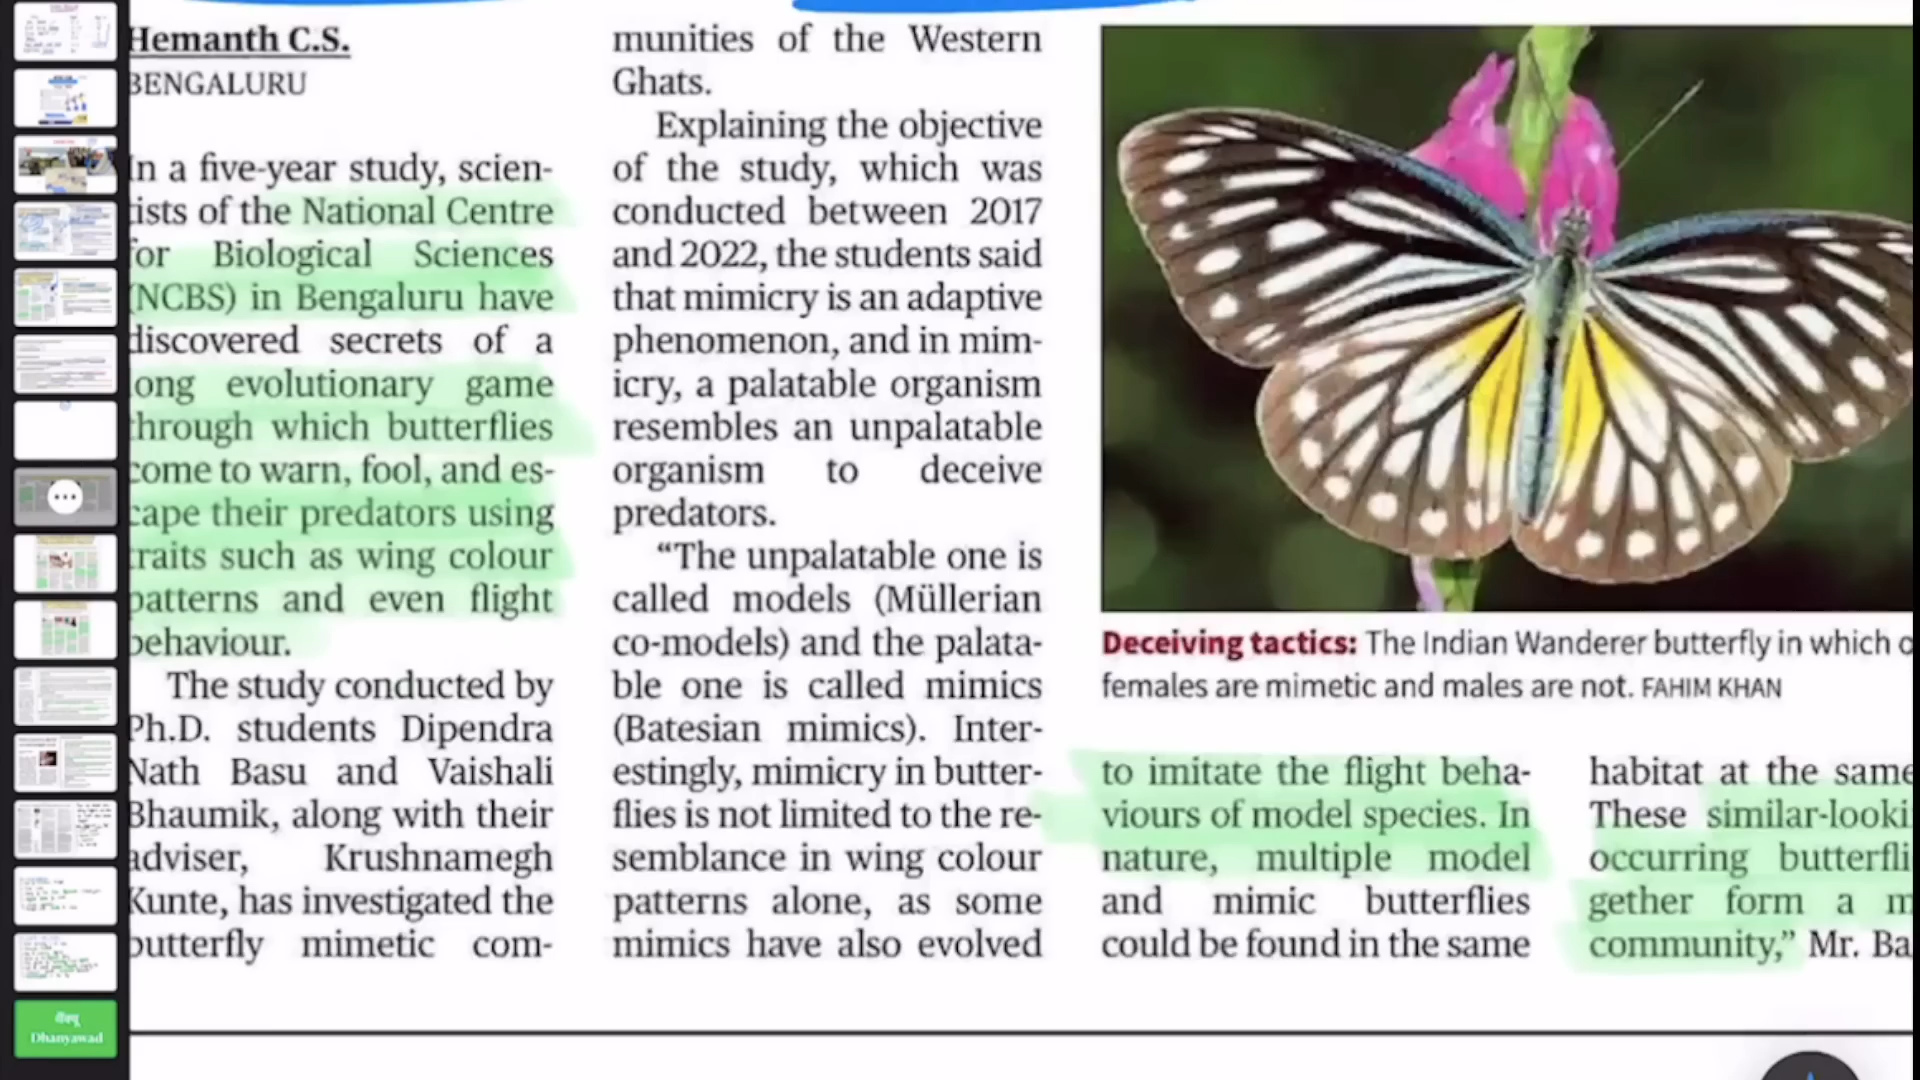 Hemanth C.S.
BENGALURU
In a five-year study, scien-
tists of the National Centre
for Biological Sciences
(NCBS) in Bengaluru have
discovered secrets of a
long evolutionary game
through which butterflies
come to warn, fool, and es-
cape their predators using
traits such as wing colour
patterns and even flight
behaviour.
The study conducted by
Ph.D. students Dipendra
Nath Basu and Vaishali
Bhaumik, along with their
adviser, Krushnamegh
Kunte, has investigated the
butterfly mimetic com-
munities of the Western
Ghats.
Explaining the objective
of the study, which was
conducted between 2017
and 2022, the students said
that mimicry is an adaptive
phenomenon, and in mim-
icry, a palatable organism
resembles an unpalatable
organism to deceive
predators.
“The unpalatable one is
called models (Müllerian
co-models) and the palata-
ble one is called mimics
(Batesian mimics). Inter-
estingly, mimicry in butter-
flies is not limited to the re-
semblance in wing colour
patterns alone, as some
mimics have also evolved
Deceiving tactics: The Indian Wanderer butterfly in which
females are mimetic and males are not. FAHIM KHAN
to imitate the flight beha-
viours of model species. In
nature, multiple model
and mimic butterflies
could be found in the same
habitat at the same
These similar-looki
occurring butterfli
gether form a m
community,” Mr. Ba
थैंक्यू
Dhanyawad